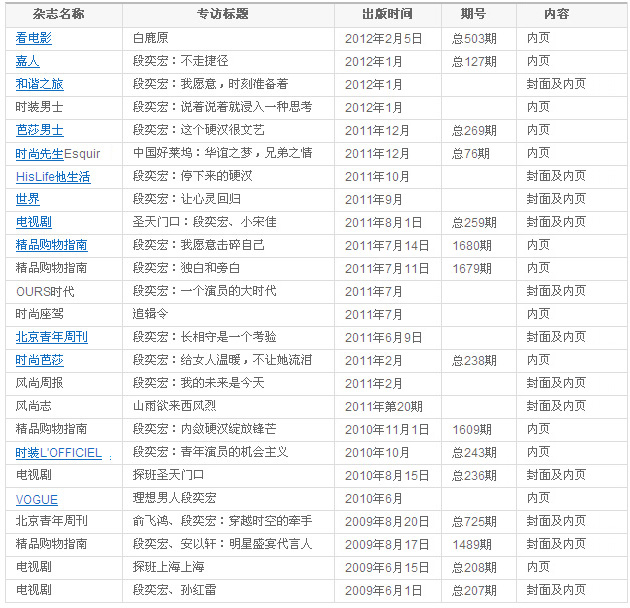 杂志名称 专访标题 出版时间 期号 内容
看电影 白鹿原 2012年2月5日 总503期 内页
嘉人 段奕宏：不走捷径 2012年1月 总127期 内页
和谐之旅 段奕宏：我愿意，时刻准备着 2012年1月 封面及内页
时装男士 段奕宏：说着说着就浸入一种思考 2012年1月 内页
芭莎男士 段奕宏：这个硬汉很文艺 2011年12月 总269期 内页
时尚先生Esquir 中国好莱坞：华谊之梦，兄弟之情 2011年12月 总76期 内页
HisLife他生活 段奕宏：停下来的硬汉 2011年10月 封面及内页
世界 段奕宏：让心灵回归 2011年9月 封面及内页
电视剧 圣天门口：段奕宏、小宋佳 2011年8月1日 总259期 封面及内页
精品购物指南 段奕宏：我愿意击碎自己 2011年7月14日 1680期 内页
精品购物指南 段奕宏：独白和旁白 2011年7月11日 1679期 内页
OURS时代 段奕宏：一个演员的大时代 2011年7月 封面及内页
时尚座驾 追辑令 2011年7月 内页
北京青年周刊 段奕宏：长相守是一个考验 2011年6月9日 封面及内页
时尚芭莎 段奕宏：给女人温暖，不让她流泪 2011年2月 总238期 内页
风尚周报 段奕宏：我的未来是今天 2011年2月 封面及内页
风尚志 山雨欲来西风烈 2011年第20期 封面及内页
精品购物指南 段奕宏：内敛硬汉绽放锋芒 2010年11月1日 1609期 内页
时装L'OFFICIEL 段奕宏：青年演员的机会主义 2010年10月 总243期 内页
电视剧 探班圣天门口 2010年8月15日 总236期 封面及内页
VOGUE 理想男人段奕宏 2010年6月 内页
北京青年周刊 俞飞鸿、段奕宏：穿越时空的牵手 2009年8月20日 总725期 封面及内页
精品购物指南 段奕宏、安以轩：明星盛宴代言人 2009年8月17日 1489期 封面及内页
电视剧 探班上海上海 2009年6月15日 总208期 内页
电视剧 段奕宏、孙红雷 2009年6月1日 总207期 封面及内页